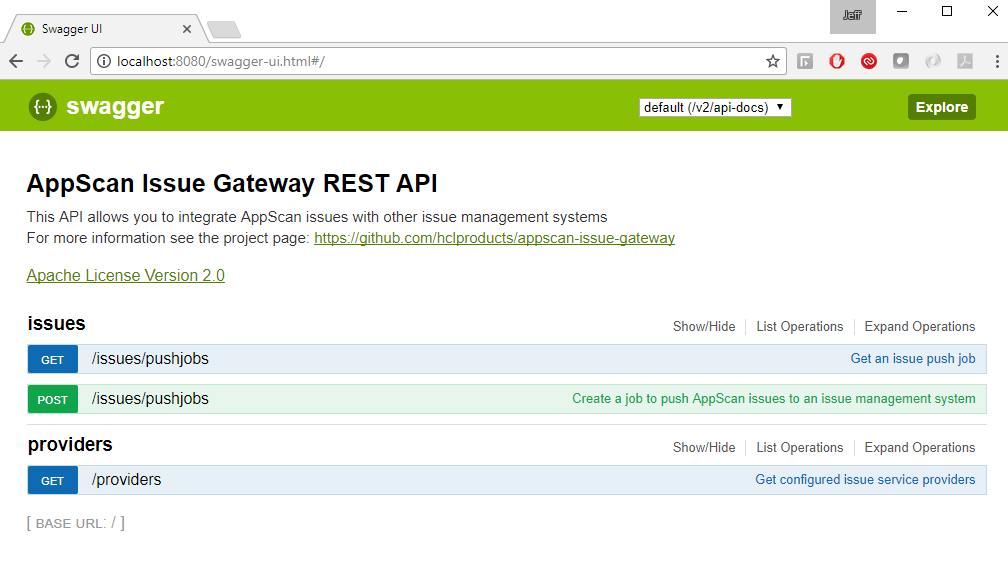 Jeff
Swagger UI
localhost:8080/swagger-ui.html#/
{···} swagger
default (/v2/api-docs)
Explore
AppScan Issue Gateway REST API
This API allows you to integrate AppScan issues with other issue management systems
For more information see the project page: https://github.com/hclproducts/appscan-issue-gateway
Apache License Version 2.0
issues Show/Hide List Operations Expand Operations
GET /issues/pushjobs Get an issue push job
POST /issues/pushjobs Create a job to push AppScan issues to an issue management system
providers Show/Hide List Operations Expand Operations
GET /providers Get configured issue service providers
[ BASE URL: / ]